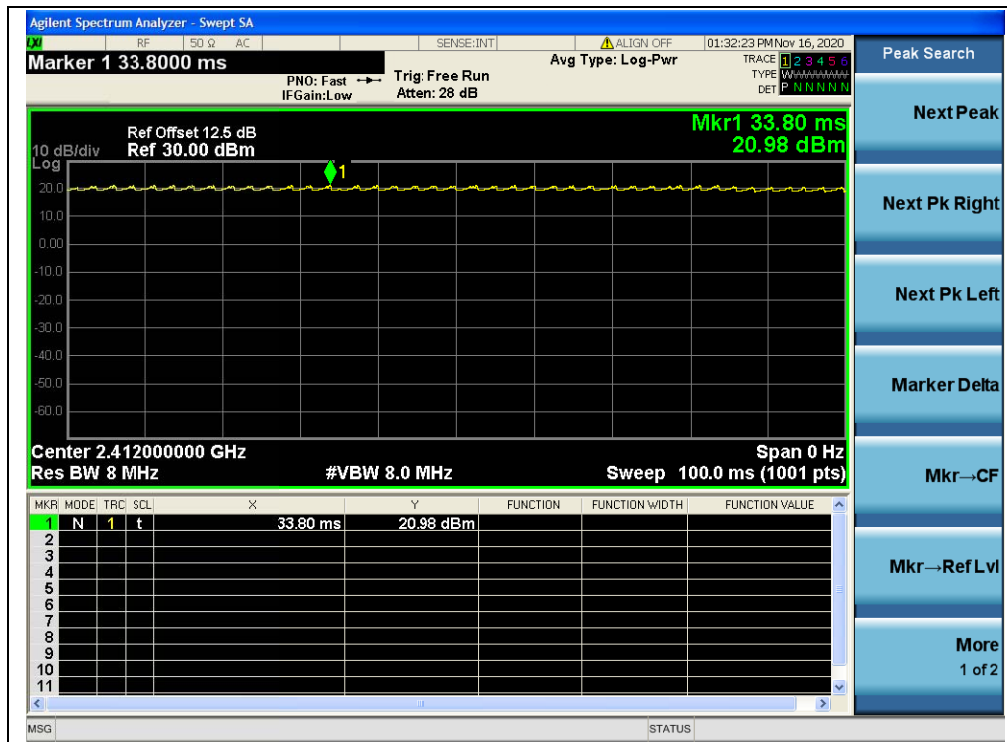 Agilent Spectrum Analyzer - Swept SA
LXI RF 50 Ω AC SENSE:INT ALIGN OFF 01:32:23 PM Nov 16, 2020
Marker 1 33.8000 ms
PNO: Fast
IFGain:Low
Trig: Free Run
Atten: 28 dB
Avg Type: Log-Pwr
TRACE 1 2 3 4 5 6
TYPE
DET P N N N N N
Peak Search
Next Peak
Next Pk Right
Next Pk Left
Marker Delta
Mkr→CF
Mkr→Ref Lvl
More
1 of 2
Mkr1 33.80 ms
20.98 dBm
Ref Offset 12.5 dB
10 dB/div Ref 30.00 dBm
Log
1
20.0
10.0
0.00
-10.0
-20.0
-30.0
-40.0
-50.0
-60.0
Center 2.412000000 GHz Span 0 Hz
Res BW 8 MHz #VBW 8.0 MHz Sweep 100.0 ms (1001 pts)
MKR MODE TRC SCL X Y FUNCTION FUNCTION WIDTH FUNCTION VALUE
1 N 1 t 33.80 ms 20.98 dBm
2
3
4
5
6
7
8
9
10
11
MSG STATUS